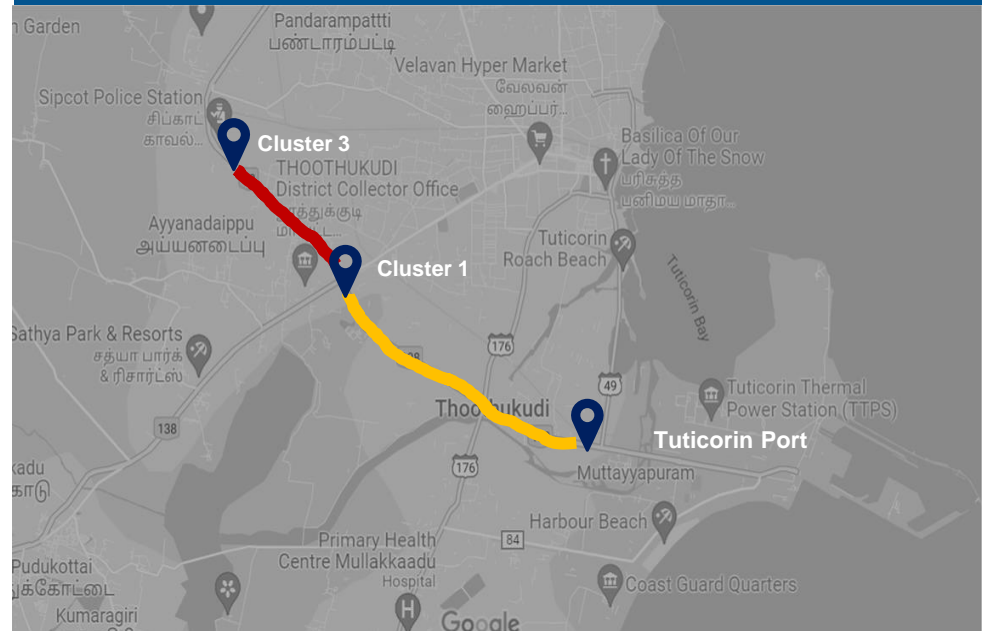 n Garden
Pandarampattti
பண்டாரம்பட்டி
Velavan Hyper Market
வேலவன்
ஹைப்பர்...
Sipcot Police Station
சிப்காட்
காவல்...
Cluster 3
Basilica Of Our
Lady Of The Snow
பரிசுத்த
பனிமய மாதா...
THOOTHUKUDI
District Collector Office
Ayyanadaippu
அய்யனடைப்பு
Tuticorin
Roach Beach
Cluster 1
Tuticorin Bay
Sathya Park & Resorts
சத்யா பார்க்
& ரிசார்ட்ஸ்
176
49
Tuticorin Thermal
Power Station (TTPS)
Thoothukudi
138
Tuticorin Port
176
Muttayyapuram
kadu
Harbour Beach
84
Primary Health
Centre Mullakkaadu
Hospital
Pudukottai
Coast Guard Quarters
Kumaragiri
H
Google